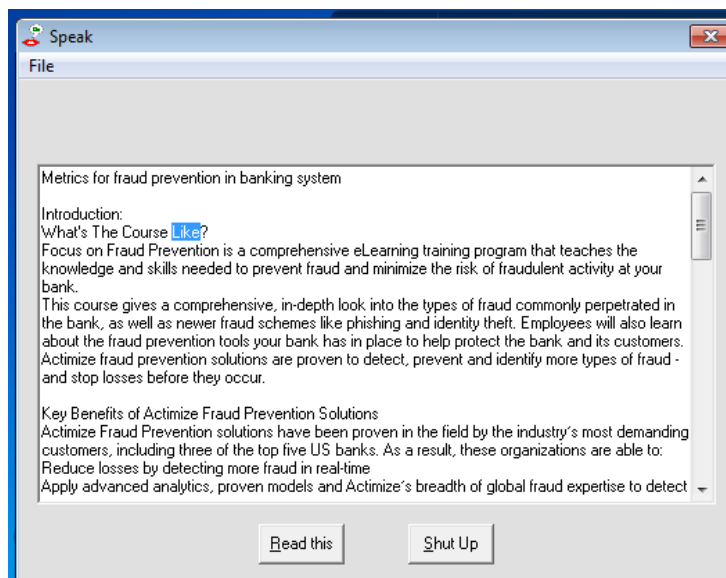 Speak
File
Metrics for fraud prevention in banking system
Introduction:
What's The Course Like?
Focus on Fraud Prevention is a comprehensive eLearning training program that teaches the
knowledge and skills needed to prevent fraud and minimize the risk of fraudulent activity at your
bank.
This course gives a comprehensive, in-depth look into the types of fraud commonly perpetrated in
the bank, as well as newer fraud schemes like phishing and identity theft. Employees will also learn
about the fraud prevention tools your bank has in place to help protect the bank and its customers.
Actimize fraud prevention solutions are proven to detect, prevent and identify more types of fraud -
and stop losses before they occur.
Key Benefits of Actimize Fraud Prevention Solutions
Actimize Fraud Prevention solutions have been proven in the field by the industry´s most demanding
customers, including three of the top five US banks. As a result, these organizations are able to:
Reduce losses by detecting more fraud in real-time
Apply advanced analytics, proven models and Actimize´s breadth of global fraud expertise to detect
Read this
Shut Up